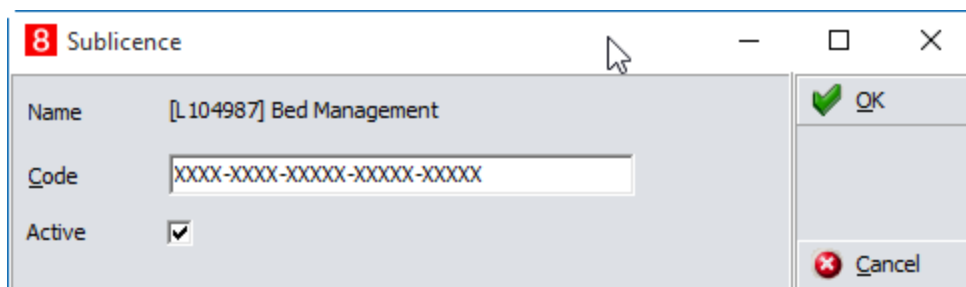 8 Sublicence
Name [L104987] Bed Management
OK
Code XXXX-XXXX-XXXXX-XXXXX-XXXXX
Active
Cancel